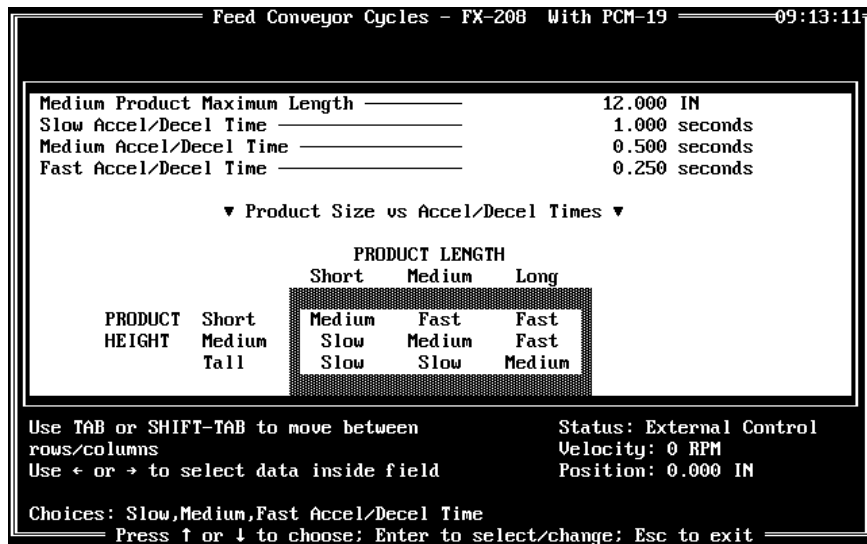 Feed Conveyor Cycles - FX-208 With PCM-19 09:13:11
Medium Product Maximum Length 12.000 IN
Slow Accel/Decel Time 1.000 seconds
Medium Accel/Decel Time 0.500 seconds
Fast Accel/Decel Time 0.250 seconds
▼ Product Size vs Accel/Decel Times ▼
PRODUCT LENGTH
Short Medium Long
PRODUCT Short Medium Fast Fast
HEIGHT Medium Slow Medium Fast
Tall Slow Slow Medium
Use TAB or SHIFT-TAB to move between
rows/columns
Use ← or → to select data inside field
Status: External Control
Velocity: 0 RPM
Position: 0.000 IN
Choices: Slow,Medium,Fast Accel/Decel Time
Press ↑ or ↓ to choose; Enter to select/change; Esc to exit